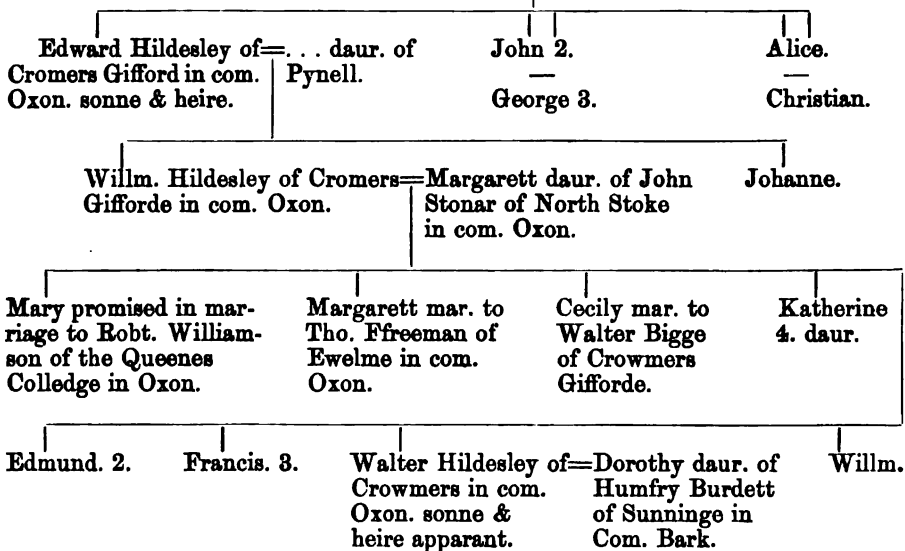 Edward Hildesley of=. . . daur. of John 2. Alice.
Cromers Gifford in com. Pynell. — —
Oxon. sonne & heire. George 3. Christian.
Willm. Hildesley of Cromers=Margarett daur. of John Johanne.
Gifforde in com. Oxon. Stonar of North Stoke
in com. Oxon.
Mary promised in mar- Margarett mar. to Cecily mar. to Katherine
riage to Robt. William- Tho. Ffreeman of Walter Bigge 4. daur.
son of the Queenes Ewelme in com. of Crowmers
Colledge in Oxon. Oxon. Gifforde.
Edmund. 2. Francis. 3. Walter Hildesley of=Dorothy daur. of Willm.
Crowmers in com. Humfry Burdett
Oxon. sonne & of Sunninge in
heire apparant. Com. Bark.